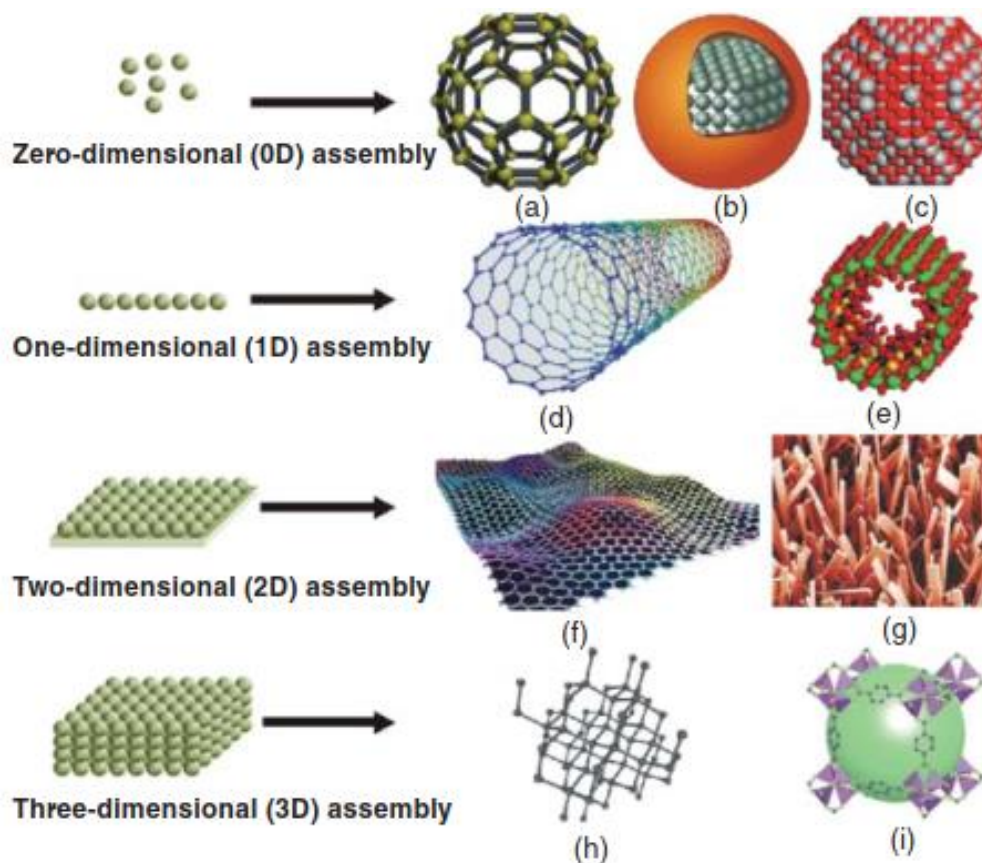 Zero-dimensional (0D) assembly
(a)
(b)
(c)
One-dimensional (1D) assembly
(d)
(e)
Two-dimensional (2D) assembly
(f)
(g)
Three-dimensional (3D) assembly
(h)
(i)